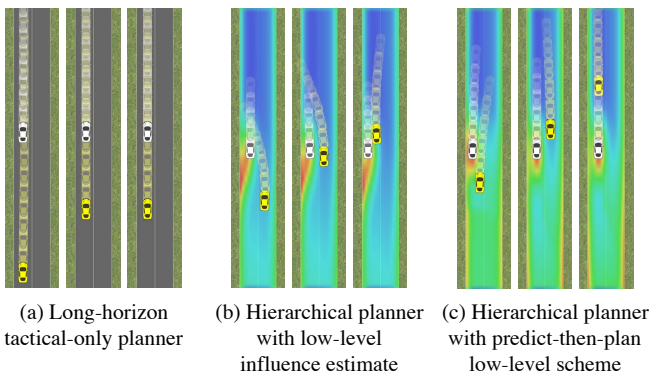 (a) Long-horizon
tactical-only planner
(b) Hierarchical planner
with low-level
influence estimate
(c) Hierarchical planner
with predict-then-plan
low-level scheme